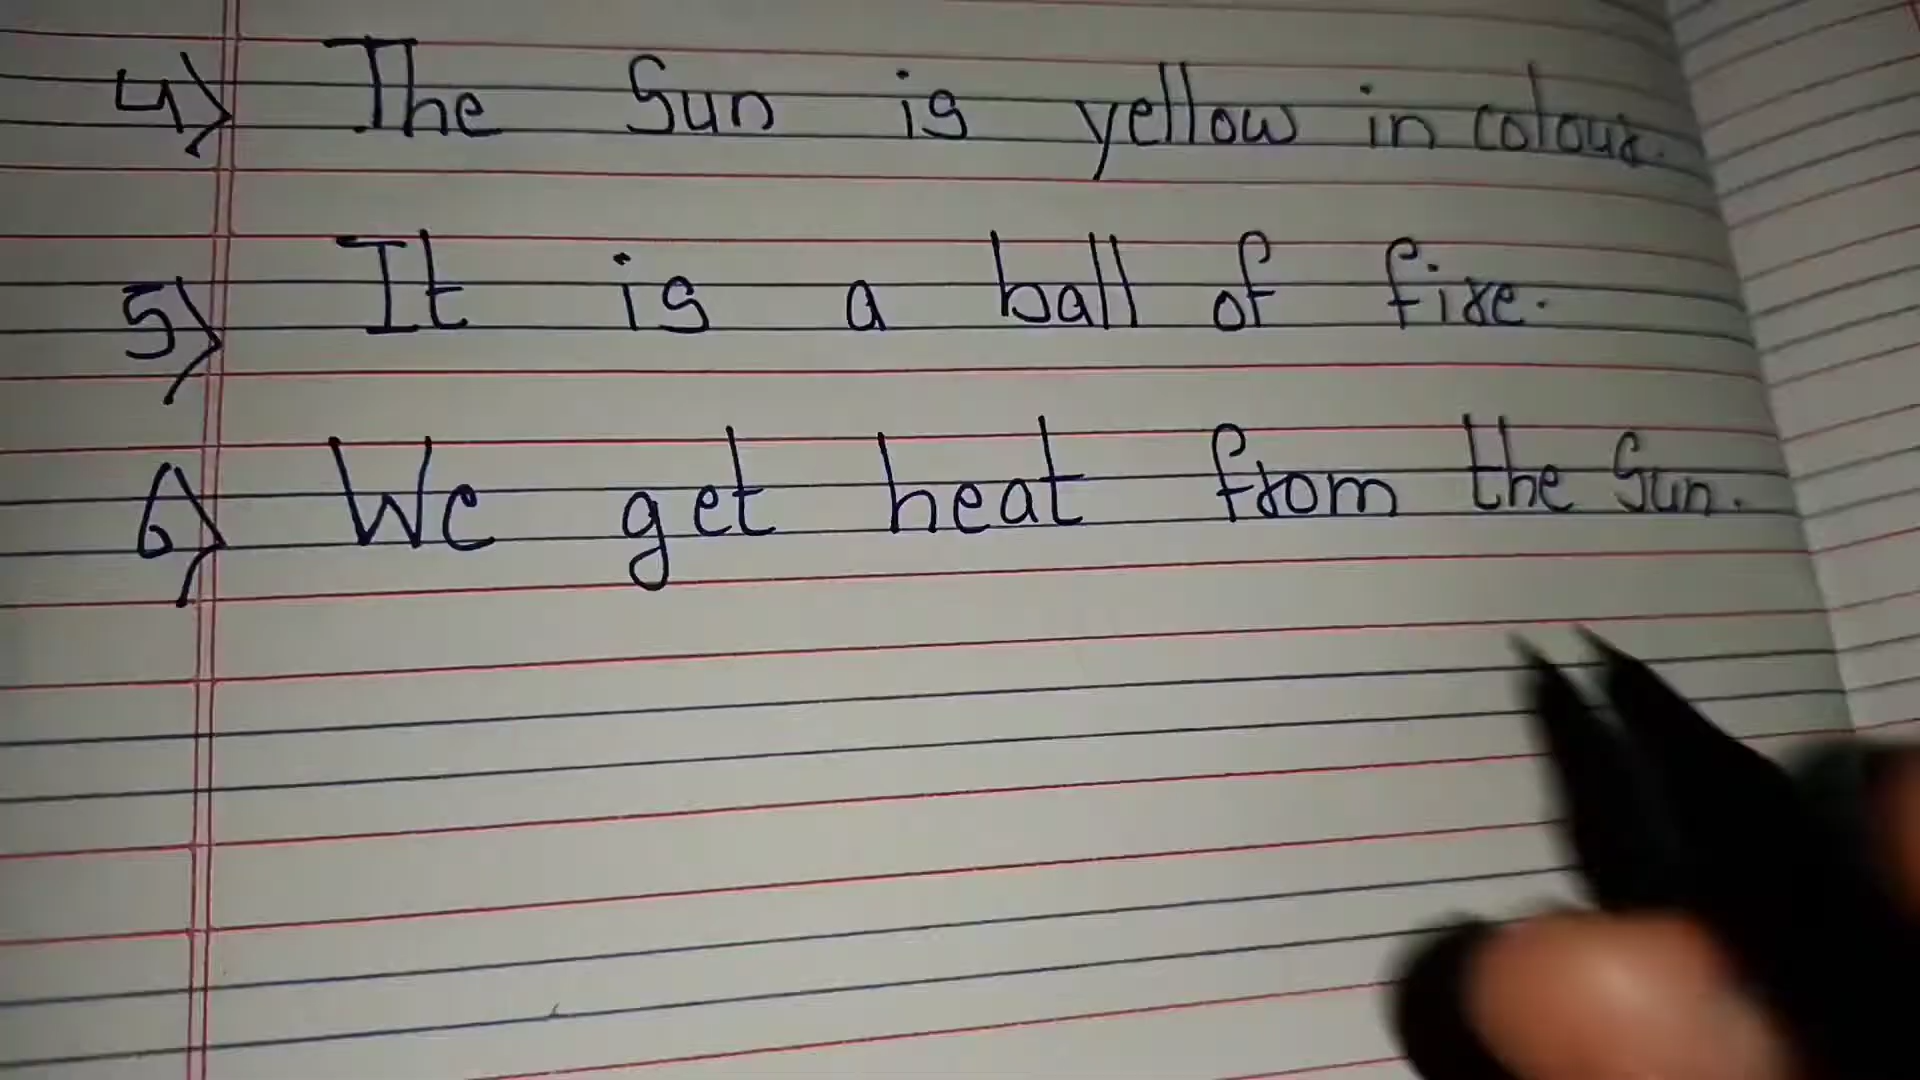 4) The Sun is yellow in colour.
5) It is a ball of fire.
6) We get heat from the Sun.